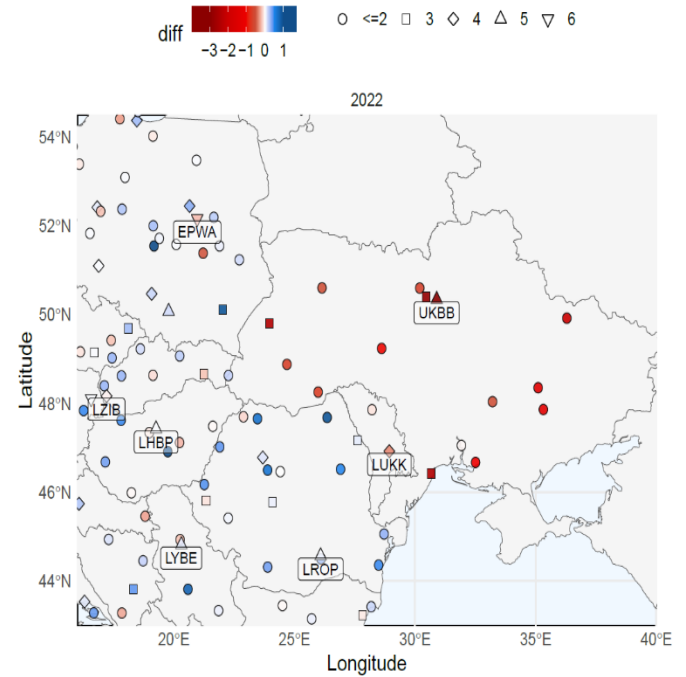 diff
−3 −2 −1 0 1
<=2 3 4 5 6
2022
54°N
52°N
50°N
48°N
46°N
44°N
Latitude
EPWA
UKBB
LZIB
LHBP
LUKK
LYBE
LROP
20°E 25°E 30°E 35°E 40°E
Longitude